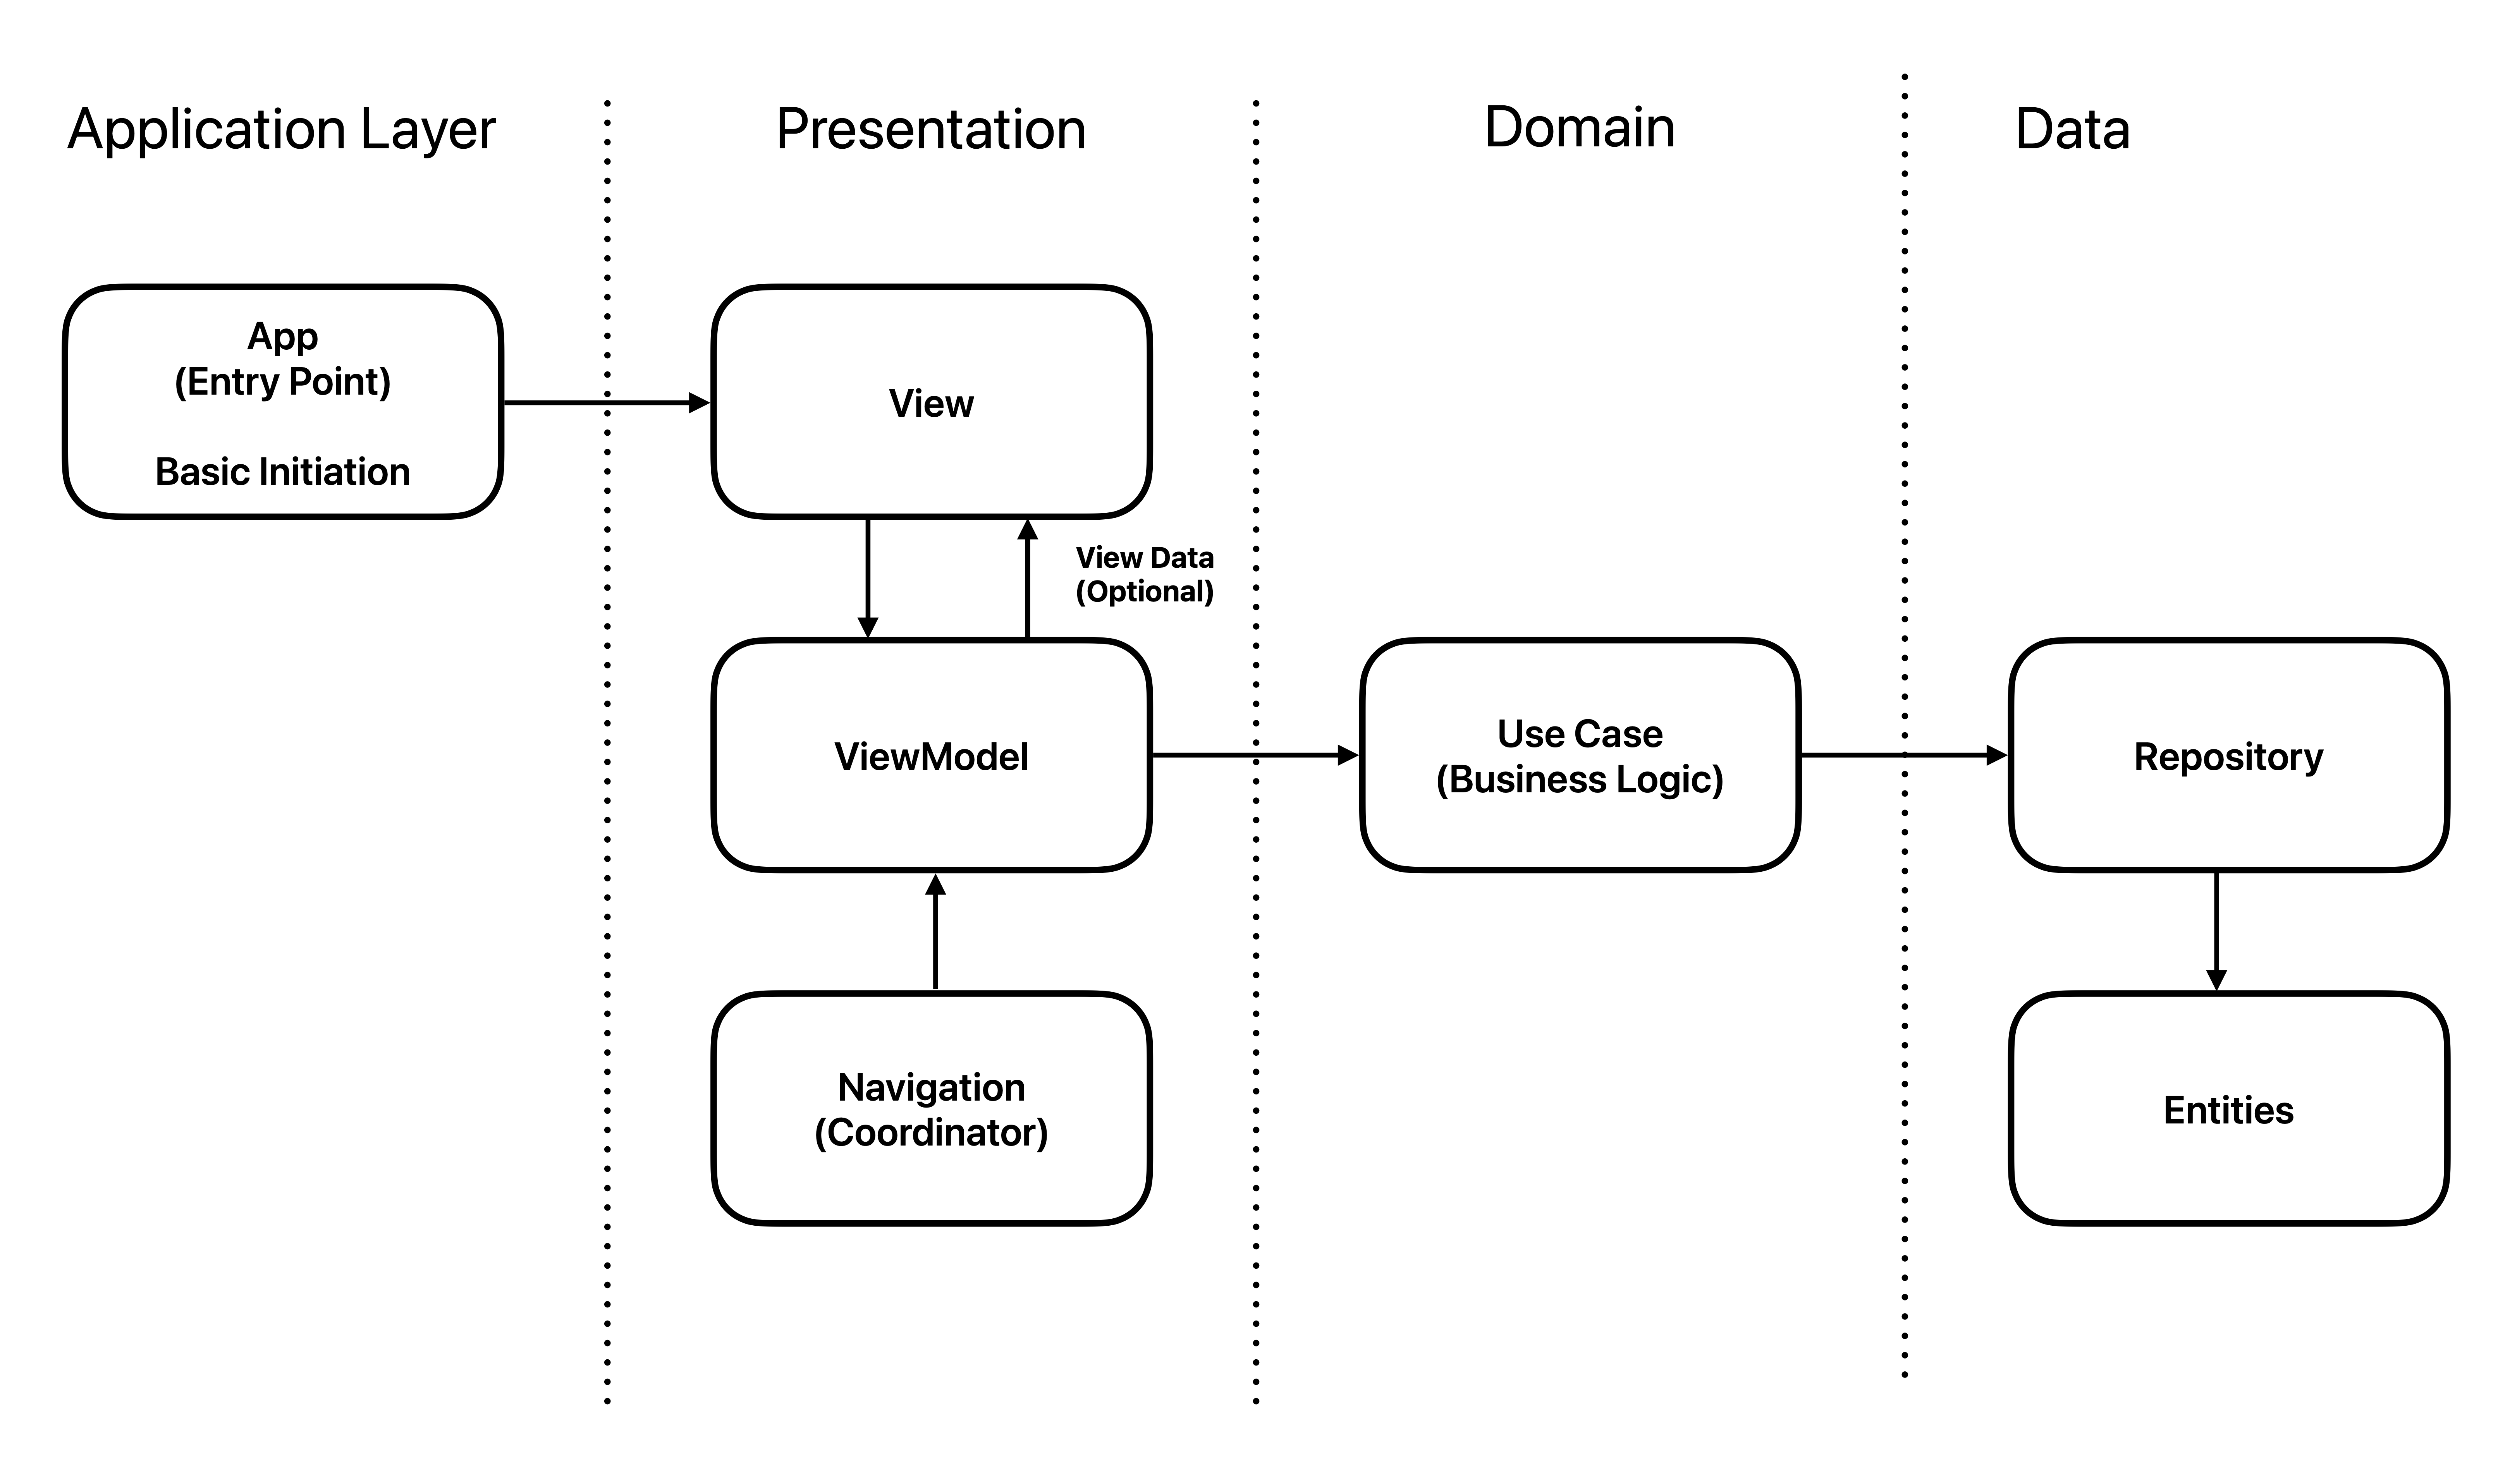 Application Layer
Presentation
Domain
Data
App
(Entry Point)
Basic Initiation
View
View Data
(Optional)
ViewModel
Use Case
(Business Logic)
Repository
Navigation
(Coordinator)
Entities